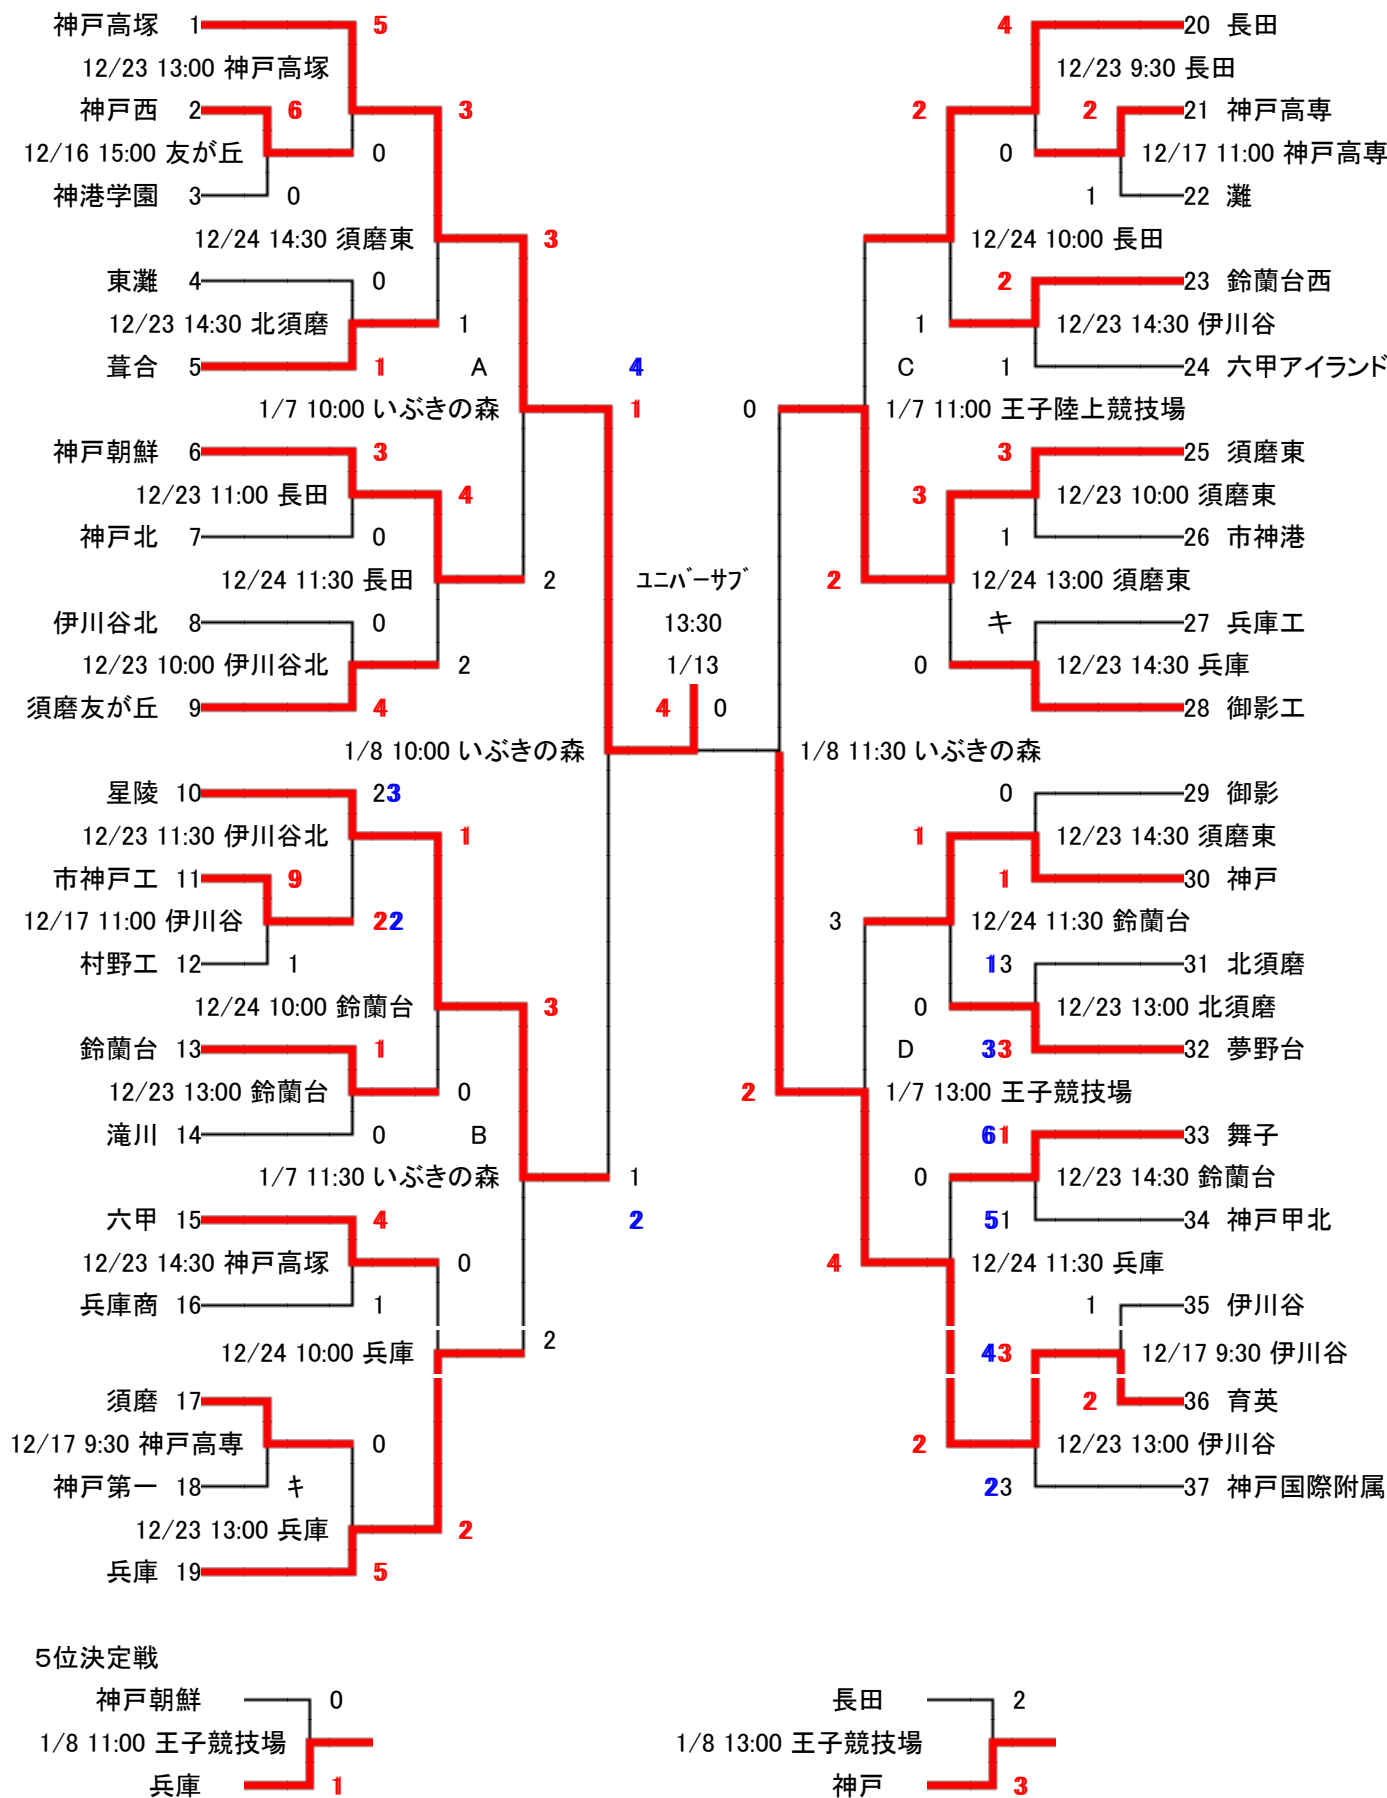 神戸高塚 1 5
12/23 13:00 神戸高塚
神戸西 2 6 3
12/16 15:00 友が丘 0
神港学園 3 0
12/24 14:30 須磨東 3
東灘 4 0
12/23 14:30 北須磨 1
葺合 5 1 A 4
1/7 10:00 いぶきの森 1
神戸朝鮮 6 3
12/23 11:00 長田 4
神戸北 7 0
12/24 11:30 長田 2
伊川谷北 8 0
12/23 10:00 伊川谷北 2
須磨友が丘 9 4
1/8 10:00 いぶきの森
星陵 10 2 3
12/23 11:30 伊川谷北 1
市神戸工 11 9
12/17 11:00 伊川谷 2 2
村野工 12 1
12/24 10:00 鈴蘭台 3
鈴蘭台 13 1
12/23 13:00 鈴蘭台 0
滝川 14 0 B
1/7 11:30 いぶきの森 1
六甲 15 4 2
12/23 14:30 神戸高塚 0
兵庫商 16 1
12/24 10:00 兵庫 2
須磨 17
12/17 9:30 神戸高専 0
神戸第一 18 キ
12/23 13:00 兵庫 2
兵庫 19 5
ユニバーサブ
13:30
1/13
4 0
4 20 長田
12/23 9:30 長田
2 2 21 神戸高専
0 12/17 11:00 神戸高専
1 22 灘
12/24 10:00 長田
2 23 鈴蘭台西
1 12/23 14:30 伊川谷
C 1 24 六甲アイランド
0 1/7 11:00 王子陸上競技場
3 25 須磨東
3 12/23 10:00 須磨東
1 26 市神港
2 12/24 13:00 須磨東
キ 27 兵庫工
0 12/23 14:30 兵庫
28 御影工
1/8 11:30 いぶきの森
0 29 御影
1 12/23 14:30 須磨東
1 30 神戸
3 12/24 11:30 鈴蘭台
1 3 31 北須磨
0 12/23 13:00 北須磨
D 3 3 32 夢野台
2 1/7 13:00 王子競技場
6 1 33 舞子
0 12/23 14:30 鈴蘭台
5 1 34 神戸甲北
4 12/24 11:30 兵庫
1 35 伊川谷
4 3 12/17 9:30 伊川谷
2 36 育英
2 12/23 13:00 伊川谷
2 3 37 神戸国際附属
5位決定戦
神戸朝鮮 0
1/8 11:00 王子競技場
兵庫 1
長田 2
1/8 13:00 王子競技場
神戸 3